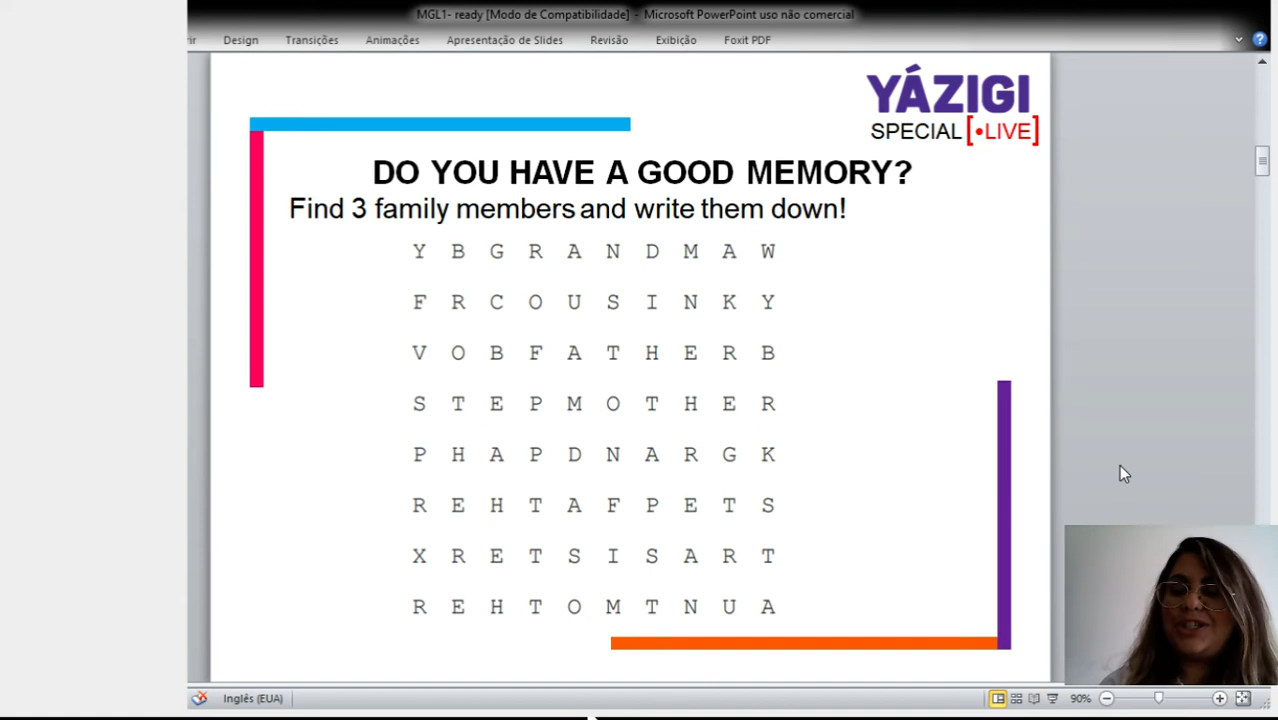 MGL1- ready [Modo de Compatibilidade] - Microsoft PowerPoint uso não comercial
Design Transições Animações Apresentação de Slides Revisão Exibição Foxit PDF
YÁZIGI
SPECIAL [•LIVE]
DO YOU HAVE A GOOD MEMORY?
Find 3 family members and write them down!
Y B G R A N D M A W
F R C O U S I N K Y
V O B F A T H E R B
S T E P M O T H E R
P H A P D N A R G K
R E H T A F P E T S
X R E T S I S A R T
R E H T O M T N U A
Inglês (EUA) 90%